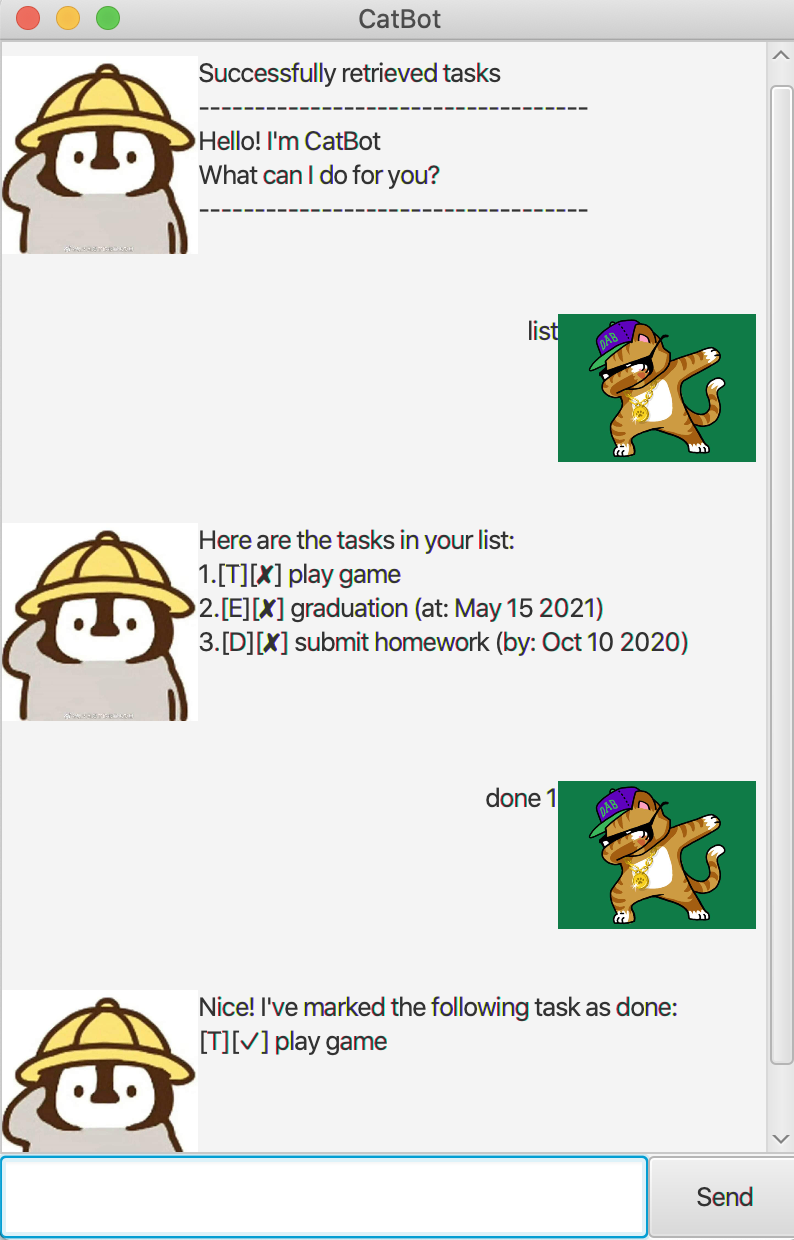 CatBot
Successfully retrieved tasks
-----------------------------------
Hello! I'm CatBot
What can I do for you?
-----------------------------------
list
DAB
Here are the tasks in your list:
1.[T][✘] play game
2.[E][✘] graduation (at: May 15 2021)
3.[D][✘] submit homework (by: Oct 10 2020)
done 1
DAB
Nice! I've marked the following task as done:
[T][✓] play game
Send